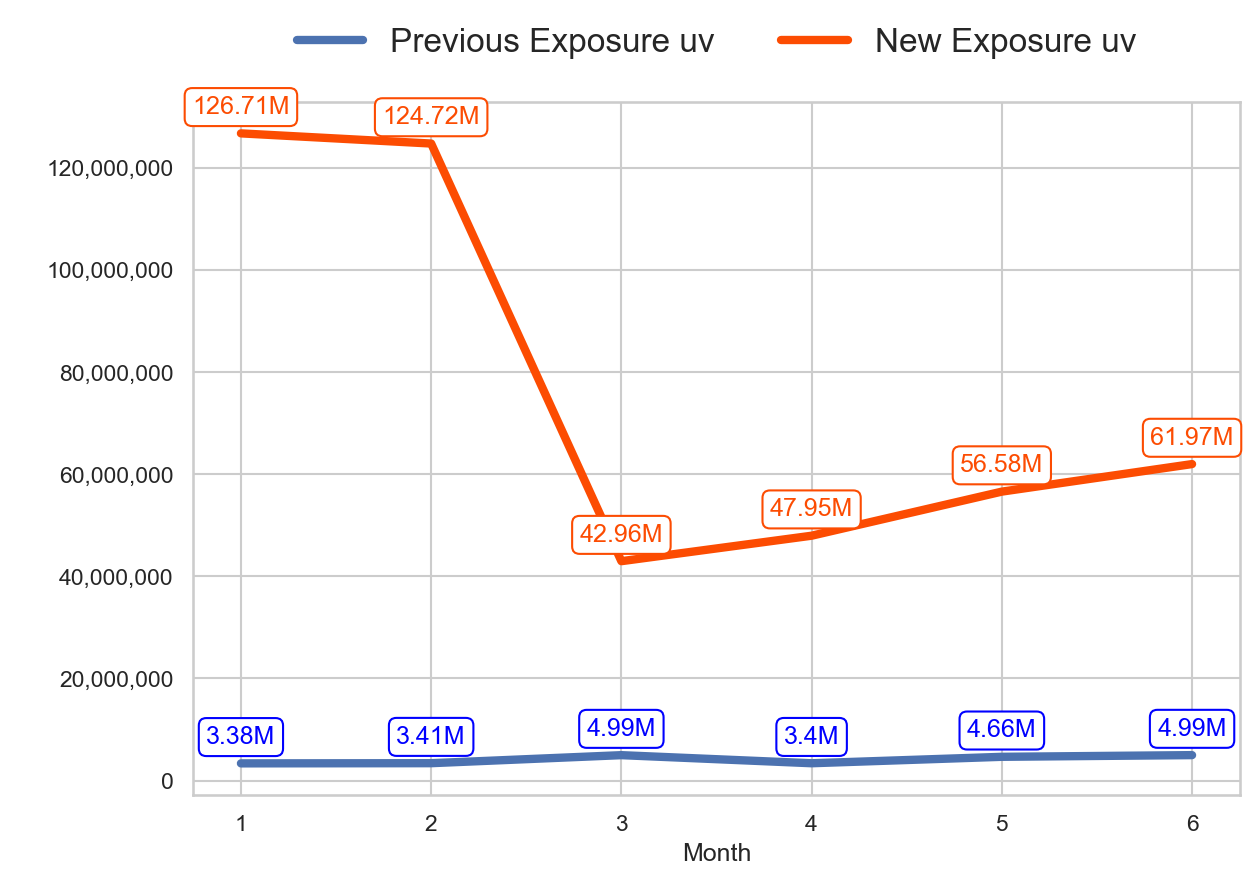 Previous Exposure uv New Exposure uv
126.71M
124.72M
120,000,000
100,000,000
80,000,000
61.97M
56.58M
60,000,000
47.95M
42.96M
40,000,000
20,000,000
3.38M 3.41M 4.99M 3.4M 4.66M 4.99M
0
1 2 3 4 5 6
Month